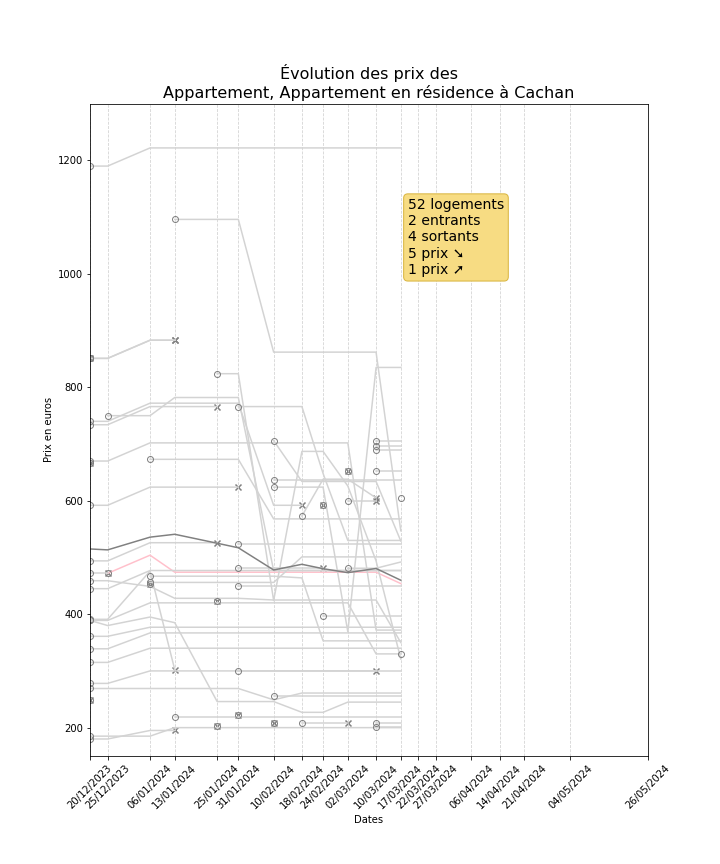 Évolution des prix des
Appartement, Appartement en résidence à Cachan
1200
1000
800
600
400
200
Prix en euros
52 logements
2 entrants
4 sortants
5 prix ↘
1 prix ↗
20/12/2023
25/12/2023
06/01/2024
13/01/2024
25/01/2024
31/01/2024
10/02/2024
18/02/2024
24/02/2024
02/03/2024
10/03/2024
17/03/2024
22/03/2024
27/03/2024
06/04/2024
14/04/2024
21/04/2024
04/05/2024
26/05/2024
Dates